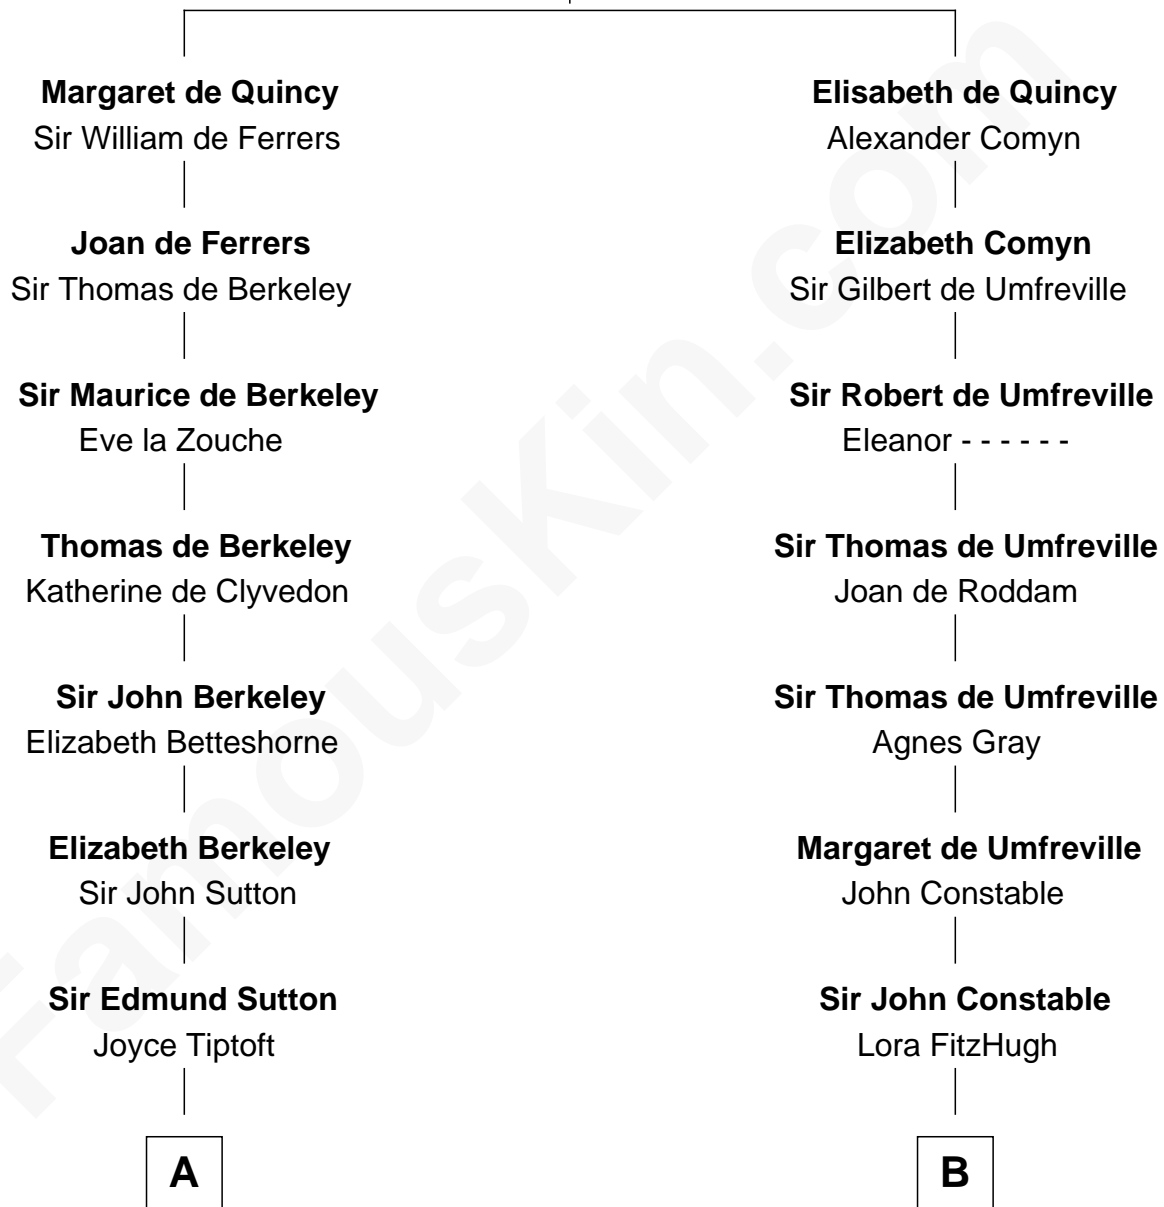 Margaret de Quincy
Sir William de Ferrers
Joan de Ferrers
Sir Thomas de Berkeley
Sir Maurice de Berkeley
Eve la Zouche
Thomas de Berkeley
Katherine de Clyvedon
Sir John Berkeley
Elizabeth Betteshorne
Elizabeth Berkeley
Sir John Sutton
Sir Edmund Sutton
Joyce Tiptoft
A
Elisabeth de Quincy
Alexander Comyn
Elizabeth Comyn
Sir Gilbert de Umfreville
Sir Robert de Umfreville
Eleanor - - - - - -
Sir Thomas de Umfreville
Joan de Roddam
Sir Thomas de Umfreville
Agnes Gray
Margaret de Umfreville
John Constable
Sir John Constable
Lora FitzHugh
B
FamousKin.com